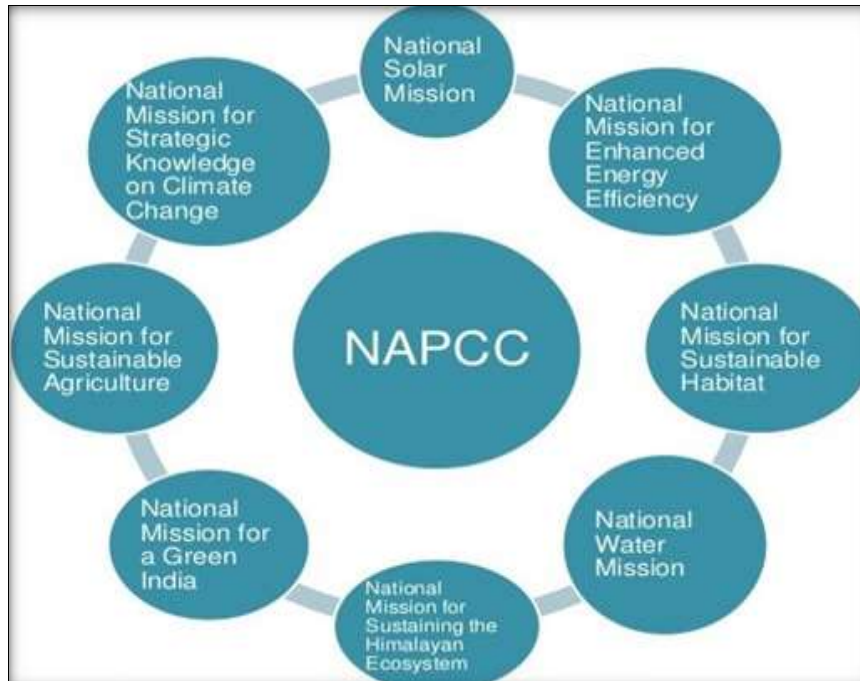 National
Solar
Mission
National
Mission for
Enhanced
Energy
Efficiency
National
Mission for
Sustainable
Habitat
National
Water
Mission
National
Mission for
Sustaining the
Himalayan
Ecosystem
National
Mission for
a Green
India
National
Mission for
Sustainable
Agriculture
National
Mission for
Strategic
Knowledge
on Climate
Change
NAPCC